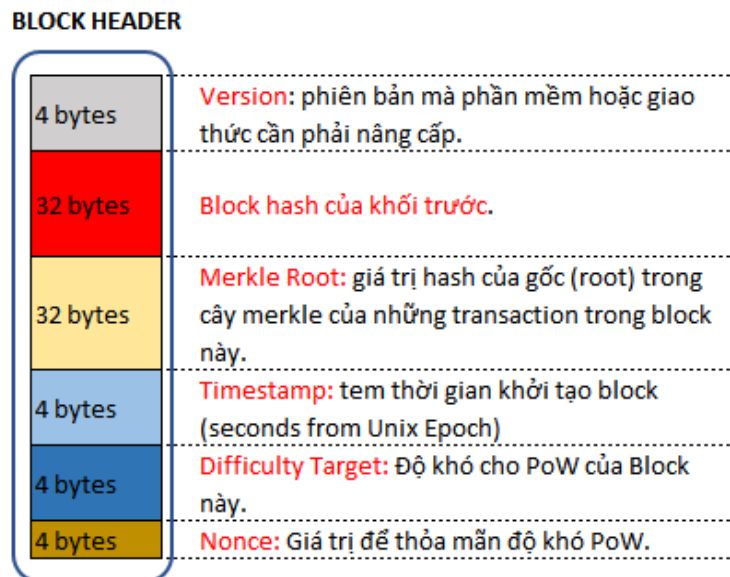 BLOCK HEADER
4 bytes
Version: phiên bản mà phần mềm hoặc giao
thức cần phải nâng cấp.
32 bytes
Block hash của khối trước.
32 bytes
Merkle Root: giá trị hash của gốc (root) trong
cây merkle của những transaction trong block
này.
4 bytes
Timestamp: tem thời gian khởi tạo block
(seconds from Unix Epoch)
4 bytes
Difficulty Target: Độ khó cho PoW của Block
này.
4 bytes
Nonce: Giá trị để thỏa mãn độ khó PoW.